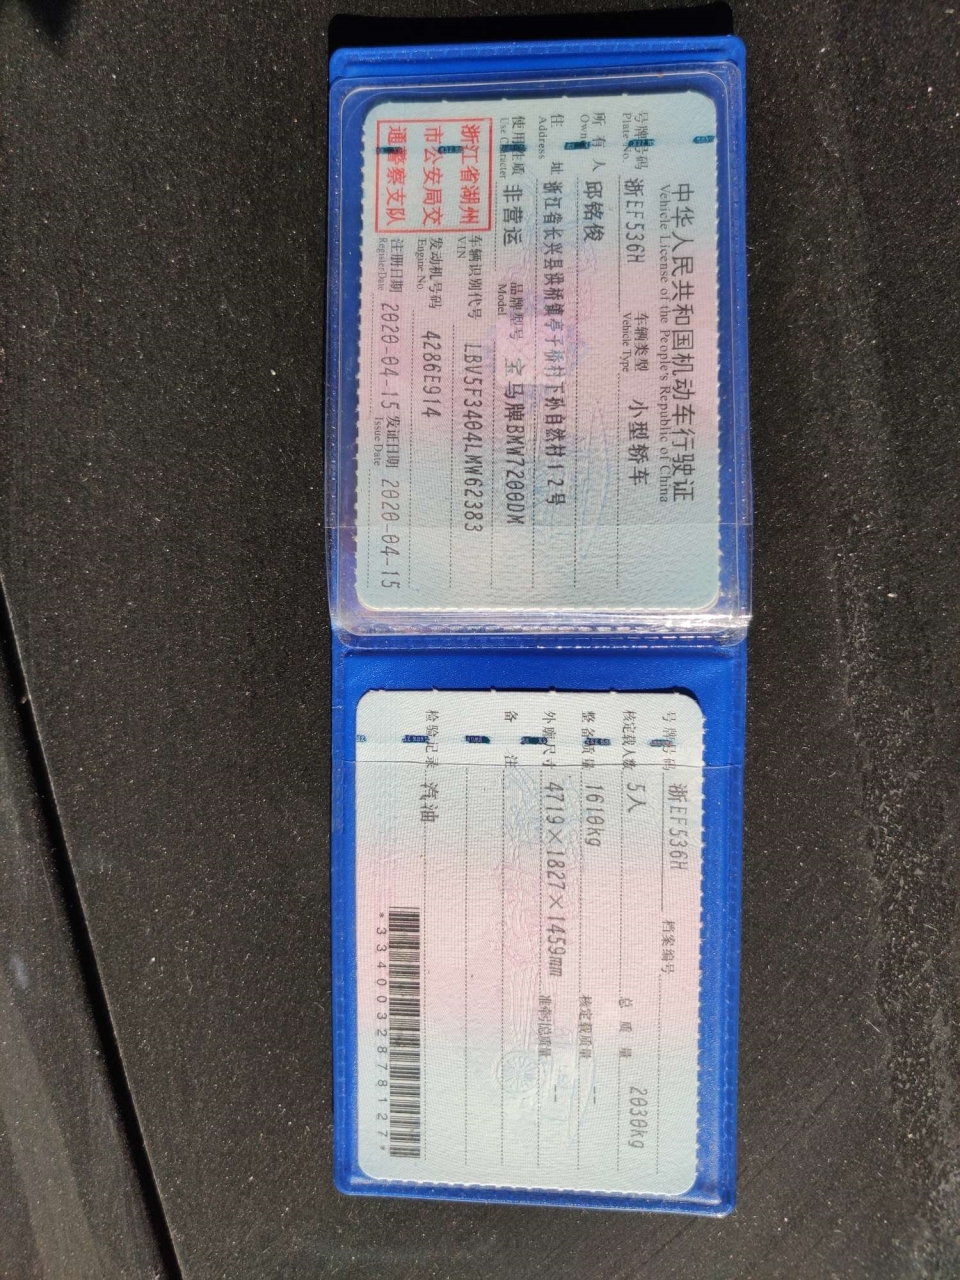 中华人民共和国机动车行驶证
Vehicle License of the People's Republic of China
号牌号码 浙EF536H 车辆类型 小型轿车
Plate No. Vehicle Type
所有人 邱铭俊
Owner
住址 浙江省长兴县洪桥镇亭子桥村下孙自然村12号
Address
使用性质 非营运 品牌型号 宝马牌BMW7200DM
Use Character Model
浙江省湖州市公安局交通警察支队
车辆识别代号 LBV5F3404LMW62383
VIN
发动机号码 4286E914
Engine No.
注册日期 2020-04-15 发证日期 2020-04-15
Register Date Issue Date
号牌号码 浙EF536H 档案编号
核定载人数 5人 总质量 2030kg
整备质量 1610kg 核定载质量 --
外廓尺寸 4719×1827×1459mm 准牵引总质量 --
备注
检验记录 汽油
*3340032878127*